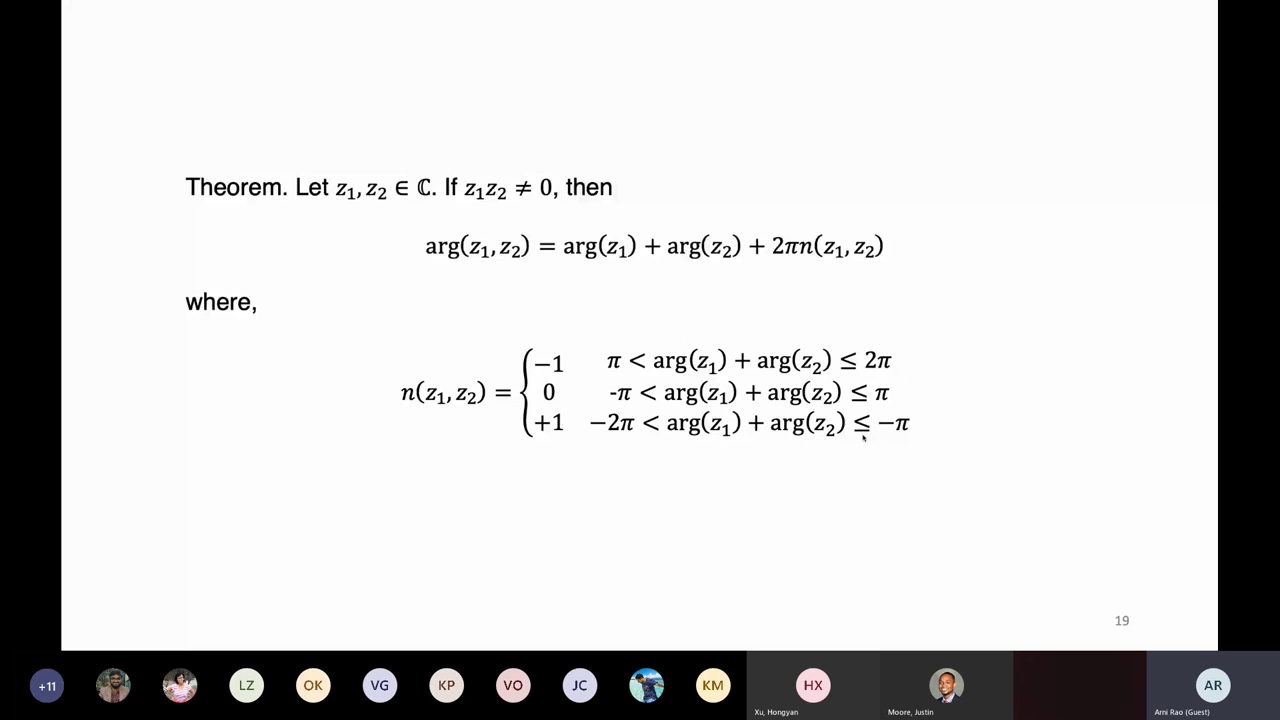 Theorem. Let z₁, z₂ ∈ ℂ. If z₁z₂ ≠ 0, then
arg(z₁, z₂) = arg(z₁) + arg(z₂) + 2πn(z₁, z₂)
where,
n(z₁, z₂) = {
−1 π < arg(z₁) + arg(z₂) ≤ 2π
0 -π < arg(z₁) + arg(z₂) ≤ π
+1 −2π < arg(z₁) + arg(z₂) ≤ −π
19
+11 LZ OK VG KP VO JC KM HX AR
Xu, Hongyan Moore, Justin Arni Rao (Guest)